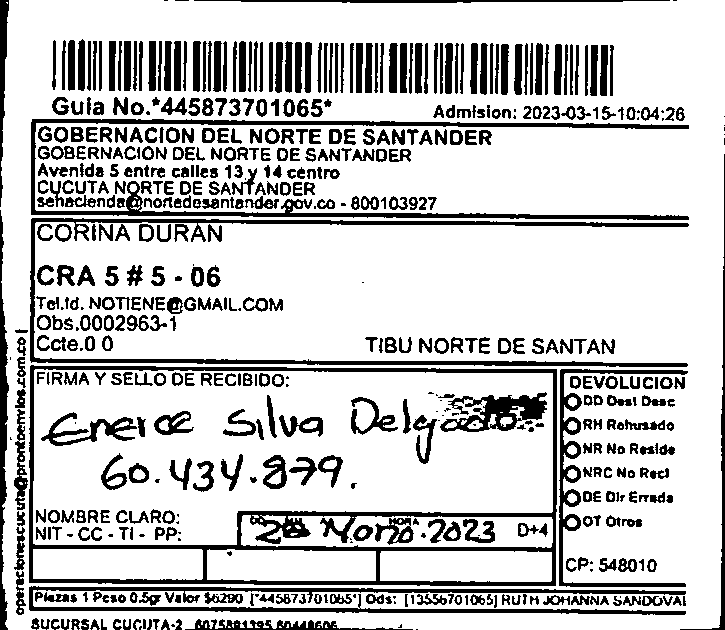 Guia No.*445873701065*
Admision: 2023-03-15-10:04:26
GOBERNACION DEL NORTE DE SANTANDER
GOBERNACION DEL NORTE DE SANTANDER
Avenida 5 entre calles 13 y 14 centro
CUCUTA NORTE DE SANTANDER
sehacienda@nortedesantander.gov.co - 800103927
CORINA DURAN
CRA 5 # 5 - 06
Tel.Id. NOTIENE@GMAIL.COM
Obs.0002963-1
Ccte.0 0
TIBU NORTE DE SANTAN
FIRMA Y SELLO DE RECIBIDO:
Silva Delgado.
60.434.879.
NOMBRE CLARO:
NIT - CC - TI - PP:
2023
D+4
DEVOLUCION
DD Dest Desc
RH Rehusado
NR No Reside
NRC No Recl
DE Dir Errada
OT Otros
CP: 548010
Piezas 1 Peso 0.5gr Valor $6290 [*445873701065*] Ods: [13556701065] RUTH JOHANNA SANDOVAL
operacionescucuta@prontoenvios.com.co
SUCURSAL CUCUTA-2